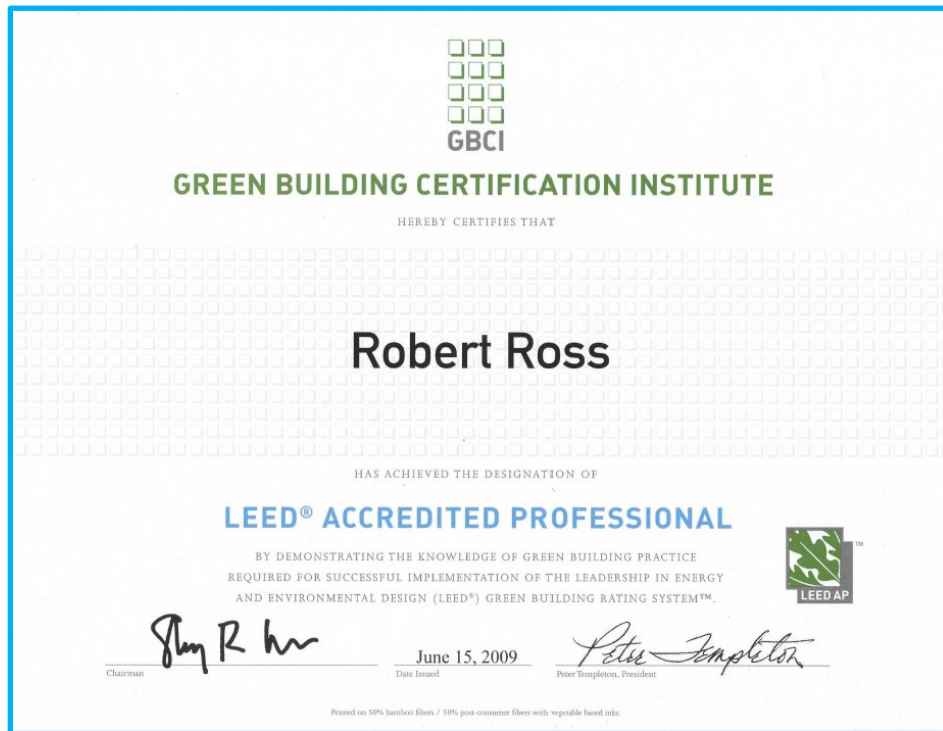 GBCI
GREEN BUILDING CERTIFICATION INSTITUTE
HEREBY CERTIFIES THAT
Robert Ross
HAS ACHIEVED THE DESIGNATION OF
LEED® ACCREDITED PROFESSIONAL
BY DEMONSTRATING THE KNOWLEDGE OF GREEN BUILDING PRACTICE
REQUIRED FOR SUCCESSFUL IMPLEMENTATION OF THE LEADERSHIP IN ENERGY
AND ENVIRONMENTAL DESIGN (LEED®) GREEN BUILDING RATING SYSTEM™.
TM
LEED AP
Peter Templeton
June 15, 2009
Chairman
Date Issued
Peter Templeton, President
Printed on 50% bamboo fibers / 50% post-consumer fibers with vegetable based inks.